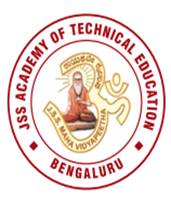 JSS ACADEMY OF TECHNICAL EDUCATION
J.S.S. MAHA VIDYAPEETHA
BENGALURU